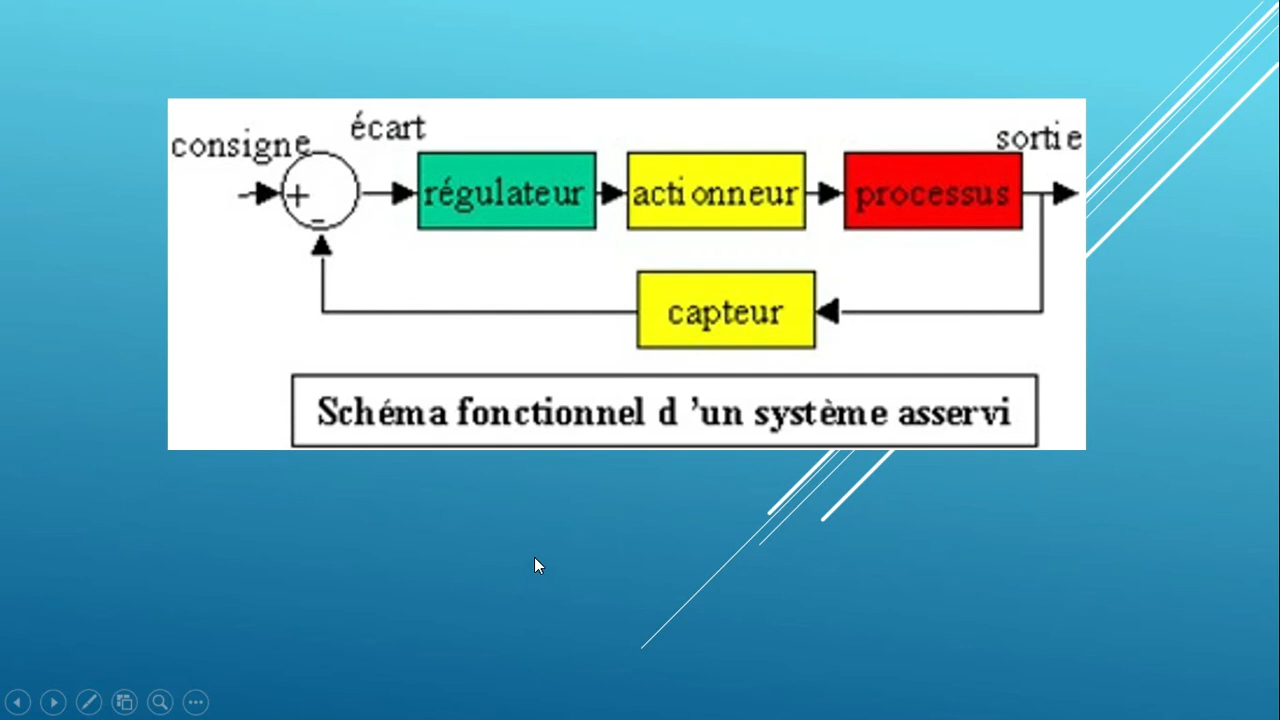 consigne
écart
sortie
+
régulateur
actionneur
processus
-
capteur
Schéma fonctionnel d ’un système asservi